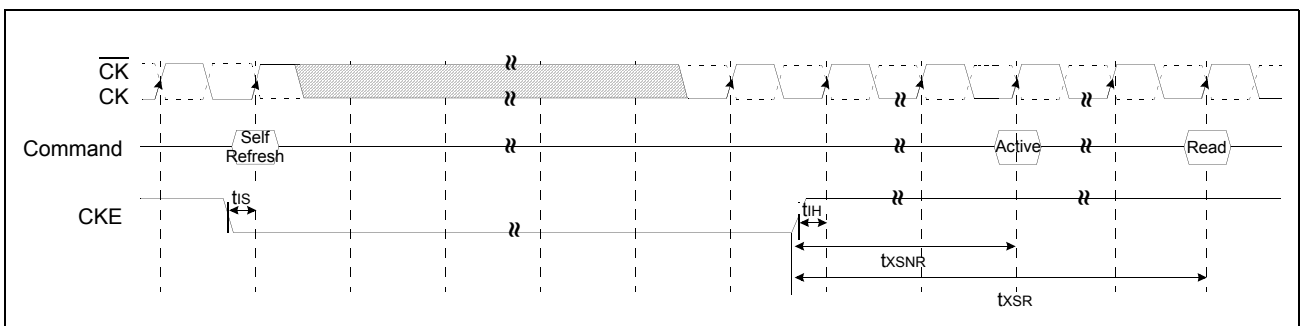 CK
CK
Command
Self
Refresh
Active
Read
CKE
tIS
tIH
tXSNR
tXSR